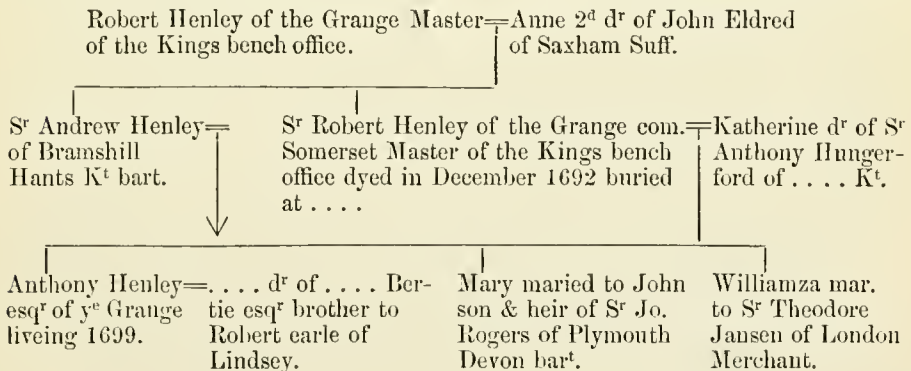 Robert Henley of the Grange Master=Anne 2ᵈ dʳ of John Eldred
of the Kings bench office. of Saxham Suff.
Sʳ Andrew Henley=
of Bramshill
Hants Kᵗ bart.
Sʳ Robert Henley of the Grange com.=Katherine dʳ of Sʳ
Somerset Master of the Kings bench Anthony Hunger-
office dyed in December 1692 buried ford of . . . . Kᵗ.
at . . . .
Anthony Henley=. . . . dʳ of . . . . Ber-
esqʳ of yᵉ Grange tie esqʳ brother to
liveing 1699. Robert earle of
Lindsey.
Mary maried to John
son & heir of Sʳ Jo.
Rogers of Plymouth
Devon barᵗ.
Williamza mar.
to Sʳ Theodore
Jansen of London
Merchant.